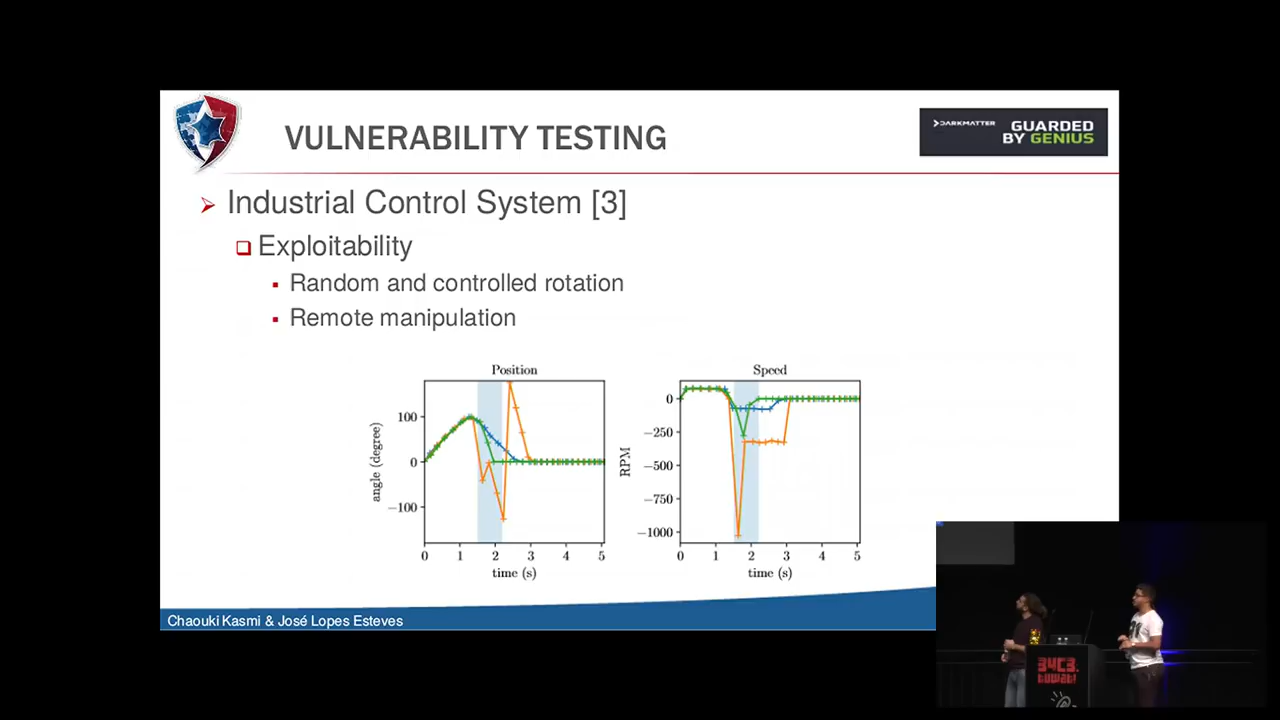 VULNERABILITY TESTING
DARKMATTER
GUARDED
BY GENIUS
Industrial Control System [3]
Exploitability
Random and controlled rotation
Remote manipulation
Position
angle (degree)
100
0
−100
0 1 2 3 4 5
time (s)
Speed
RPM
0
−250
−500
−750
−1000
0 1 2 3 4 5
time (s)
Chaouki Kasmi & José Lopes Esteves
34C3.
tuwat!